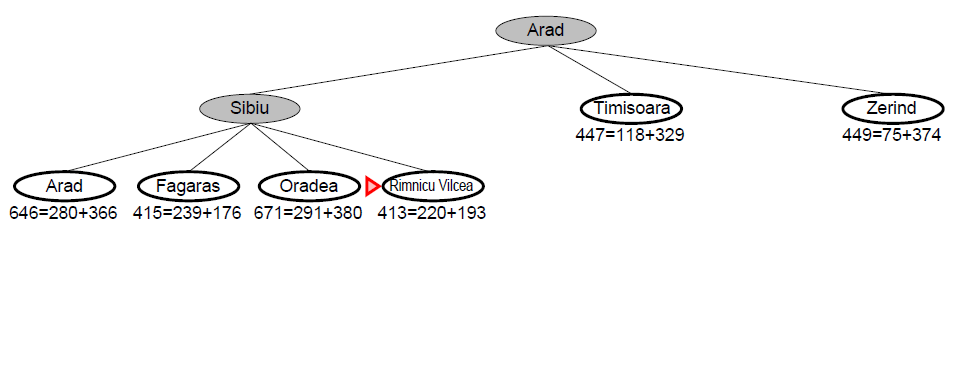 Arad
Sibiu
Timisoara
Zerind
447=118+329
449=75+374
Arad
Fagaras
Oradea
Rimnicu Vilcea
646=280+366
415=239+176
671=291+380
413=220+193